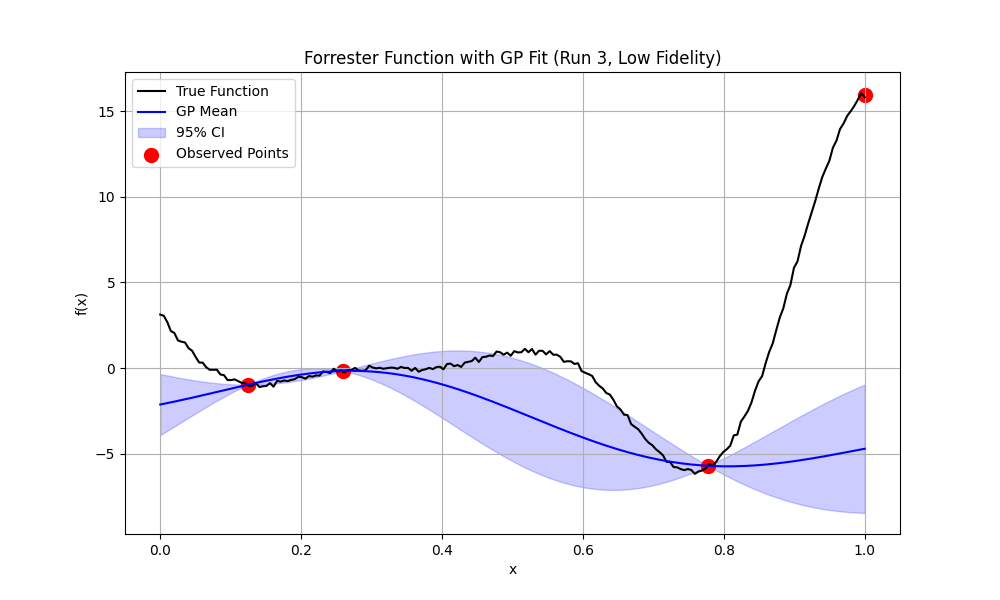 Forrester Function with GP Fit (Run 3, Low Fidelity)
True Function
GP Mean
95% CI
Observed Points
f(x)
15
10
5
0
−5
0.0 0.2 0.4 0.6 0.8 1.0
x